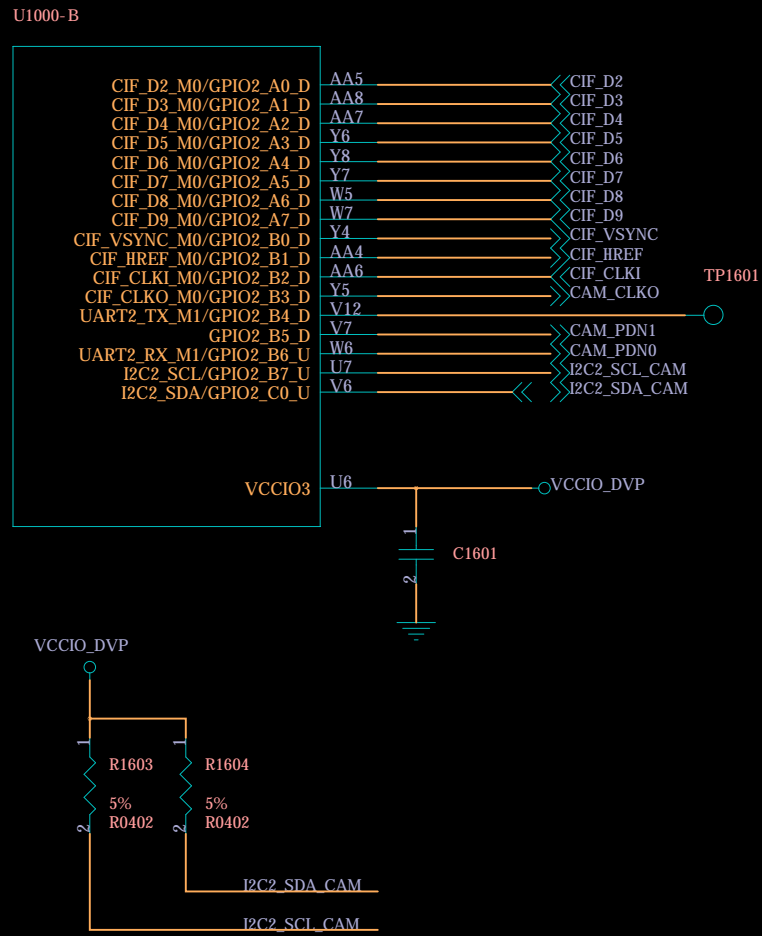 U1000-B
CIF_D2_M0/GPIO2_A0_D AA5 CIF_D2
CIF_D3_M0/GPIO2_A1_D AA8 CIF_D3
CIF_D4_M0/GPIO2_A2_D AA7 CIF_D4
CIF_D5_M0/GPIO2_A3_D Y6 CIF_D5
CIF_D6_M0/GPIO2_A4_D Y8 CIF_D6
CIF_D7_M0/GPIO2_A5_D Y7 CIF_D7
CIF_D8_M0/GPIO2_A6_D W5 CIF_D8
CIF_D9_M0/GPIO2_A7_D W7 CIF_D9
CIF_VSYNC_M0/GPIO2_B0_D Y4 CIF_VSYNC
CIF_HREF_M0/GPIO2_B1_D AA4 CIF_HREF
CIF_CLKI_M0/GPIO2_B2_D AA6 CIF_CLKI TP1601
CIF_CLKO_M0/GPIO2_B3_D Y5 CAM_CLKO
UART2_TX_M1/GPIO2_B4_D V12
GPIO2_B5_D V7 CAM_PDN1
UART2_RX_M1/GPIO2_B6_U W6 CAM_PDN0
I2C2_SCL/GPIO2_B7_U U7 I2C2_SCL_CAM
I2C2_SDA/GPIO2_C0_U V6 I2C2_SDA_CAM
VCCIO3 U6 VCCIO_DVP
1
C1601
2
VCCIO_DVP
1 1
R1603 R1604
5% 5%
2 R0402 2 R0402
I2C2_SDA_CAM
I2C2_SCL_CAM